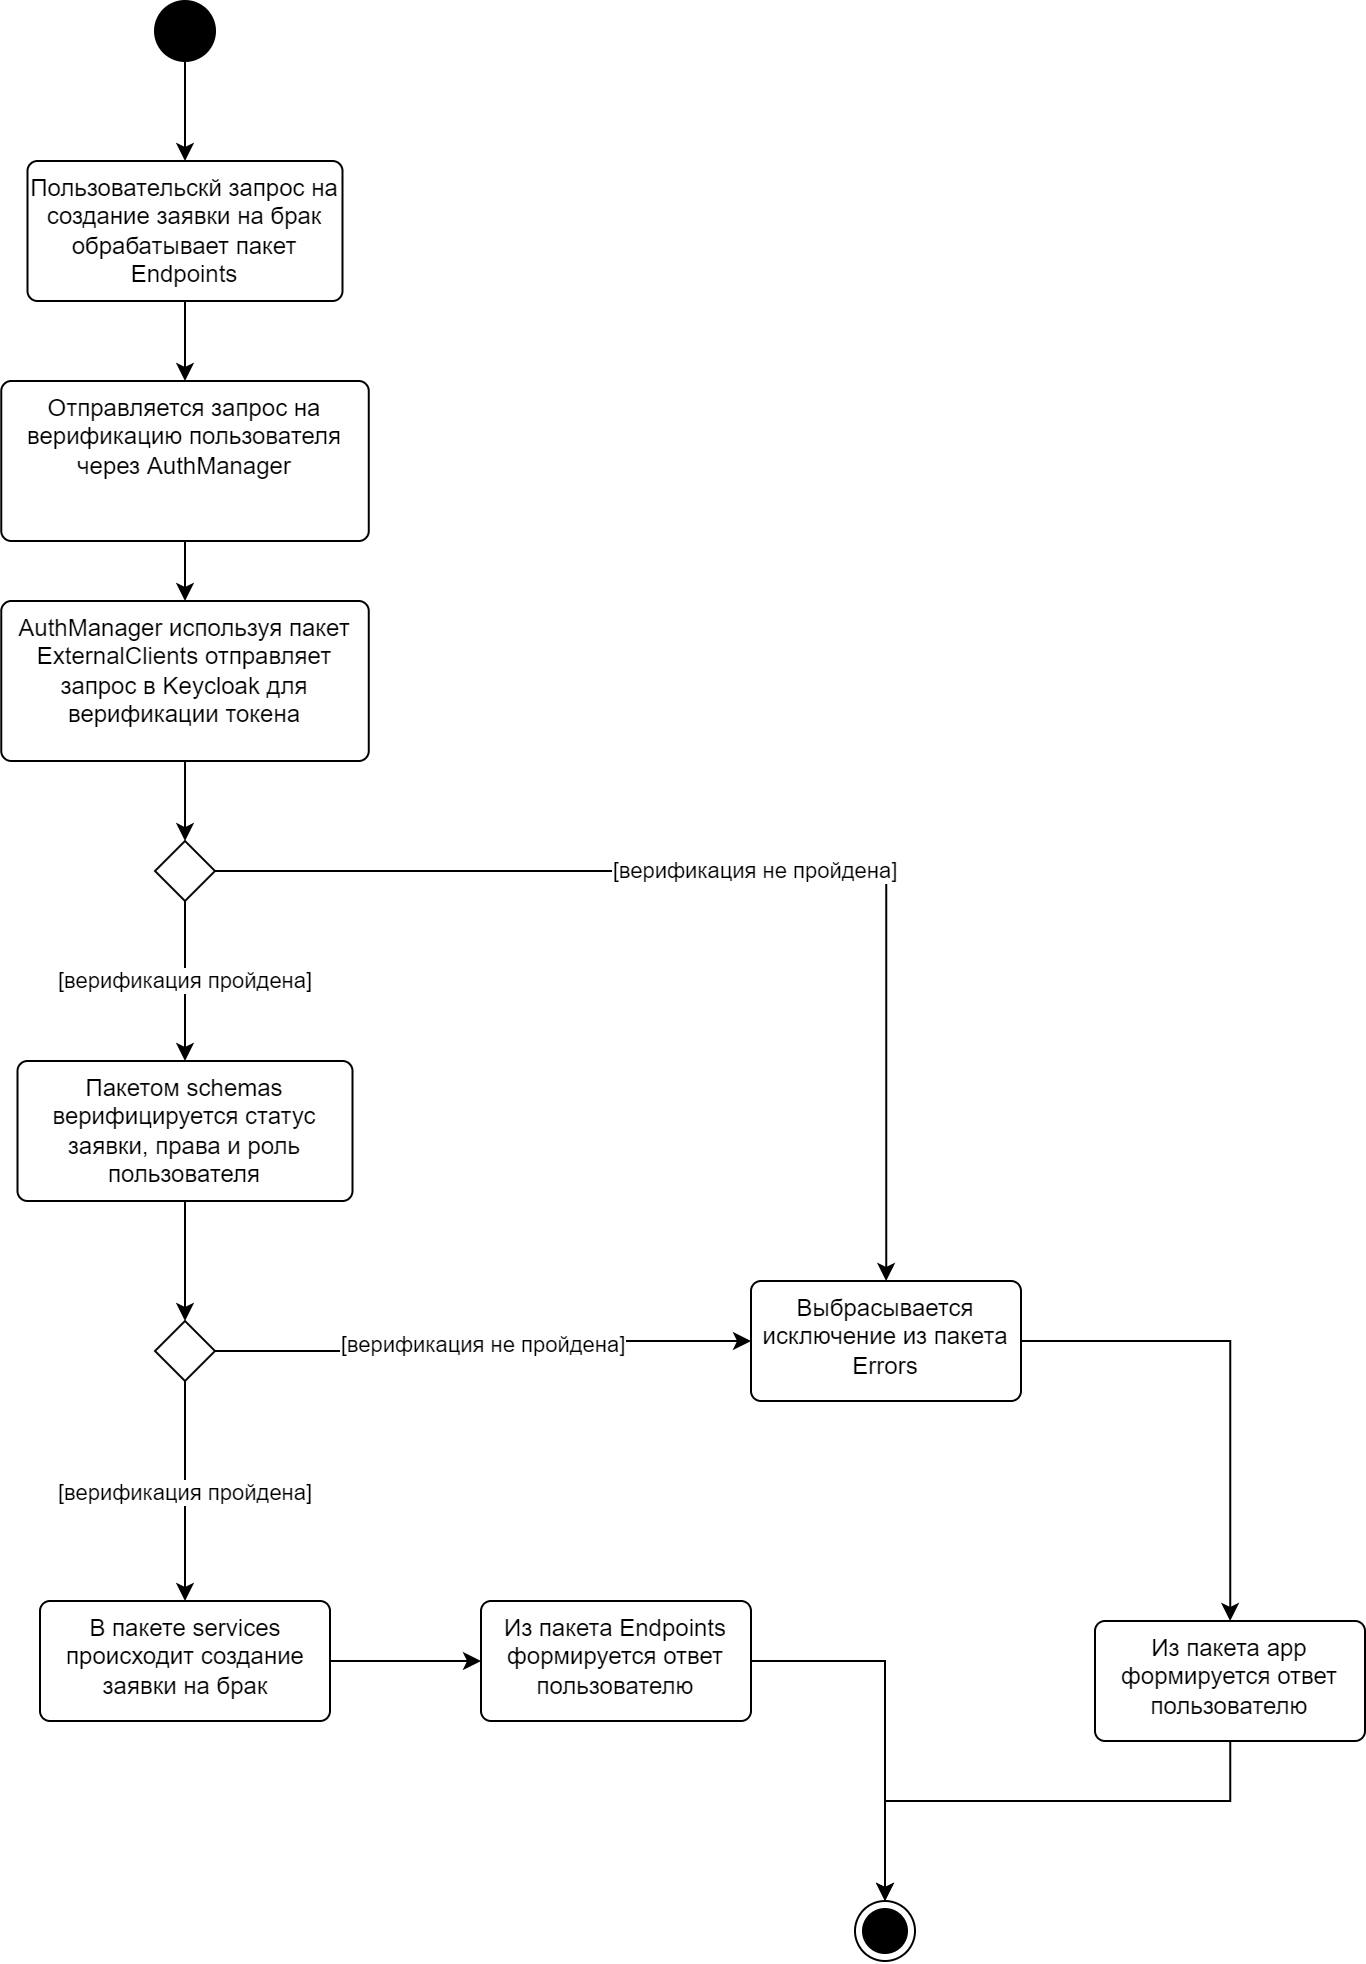 Пользовательскй запрос на
создание заявки на брак
обрабатывает пакет
Endpoints
Отправляется запрос на
верификацию пользователя
через AuthManager
AuthManager используя пакет
ExternalClients отправляет
запрос в Keycloak для
верификации токена
[верификация не пройдена]
[верификация пройдена]
Пакетом schemas
верифицируется статус
заявки, права и роль
пользователя
[верификация не пройдена]
Выбрасывается
исключение из пакета
Errors
[верификация пройдена]
В пакете services
происходит создание
заявки на брак
Из пакета Endpoints
формируется ответ
пользователю
Из пакета app
формируется ответ
пользователю